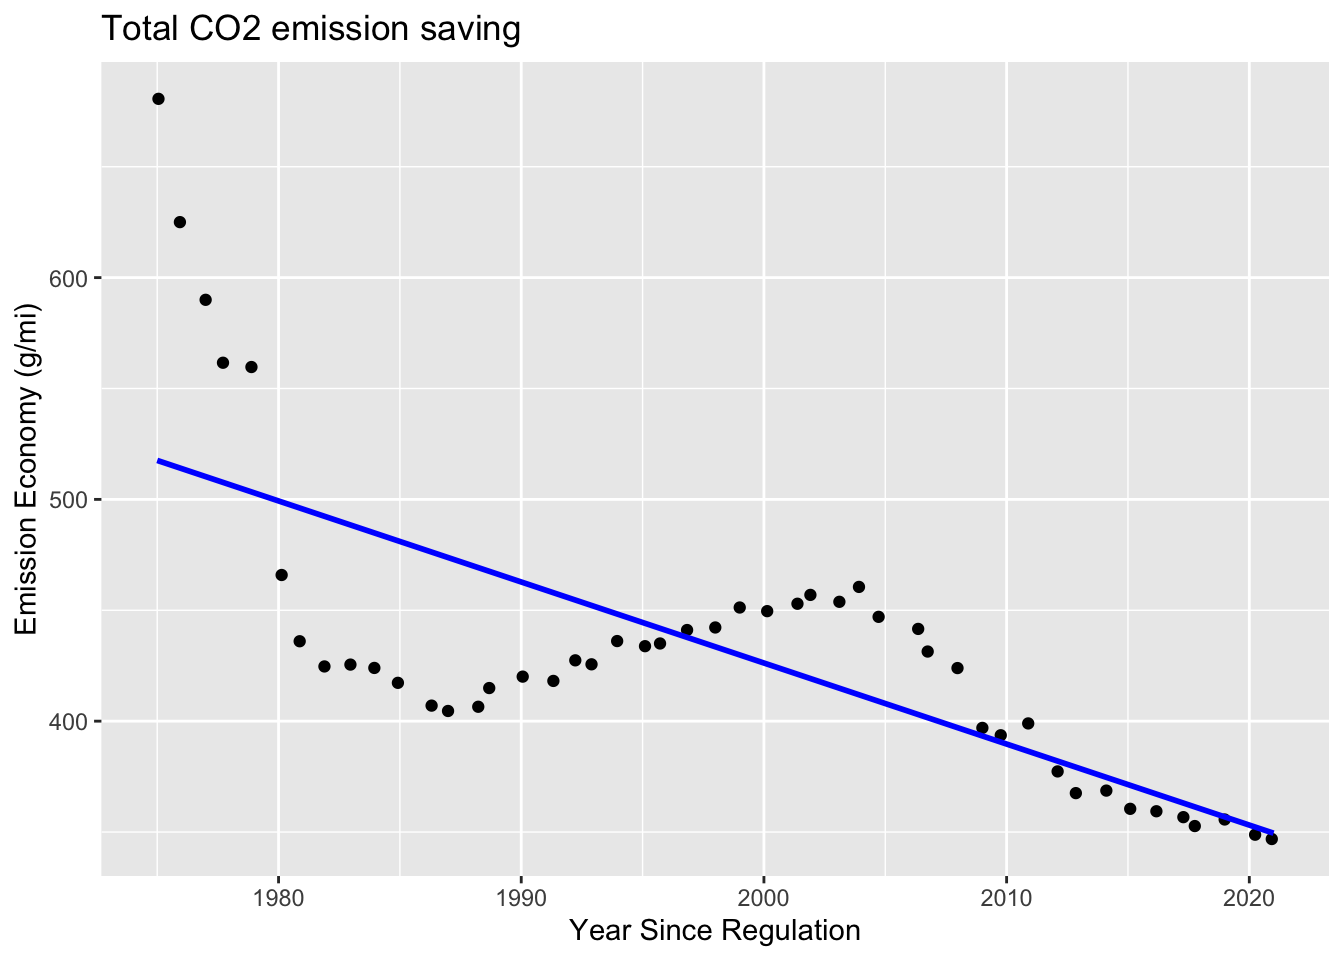 Total CO2 emission saving
600
500
400
Emission Economy (g/mi)
1980 1990 2000 2010 2020
Year Since Regulation